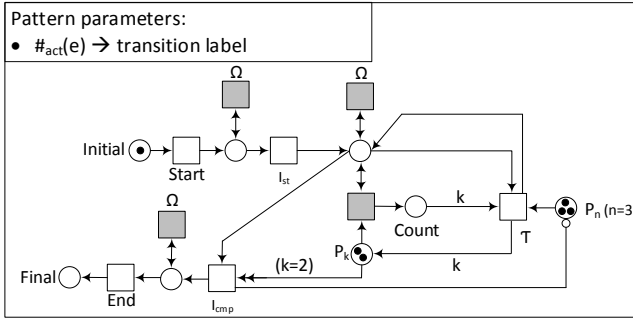 Pattern parameters:
• #act(e) → transition label
Ω
Ω
Initial
Start
Ist
Ω
k
Count
Pn (n=3
Ƭ
Pk
(k=2)
k
Final
End
Icmp